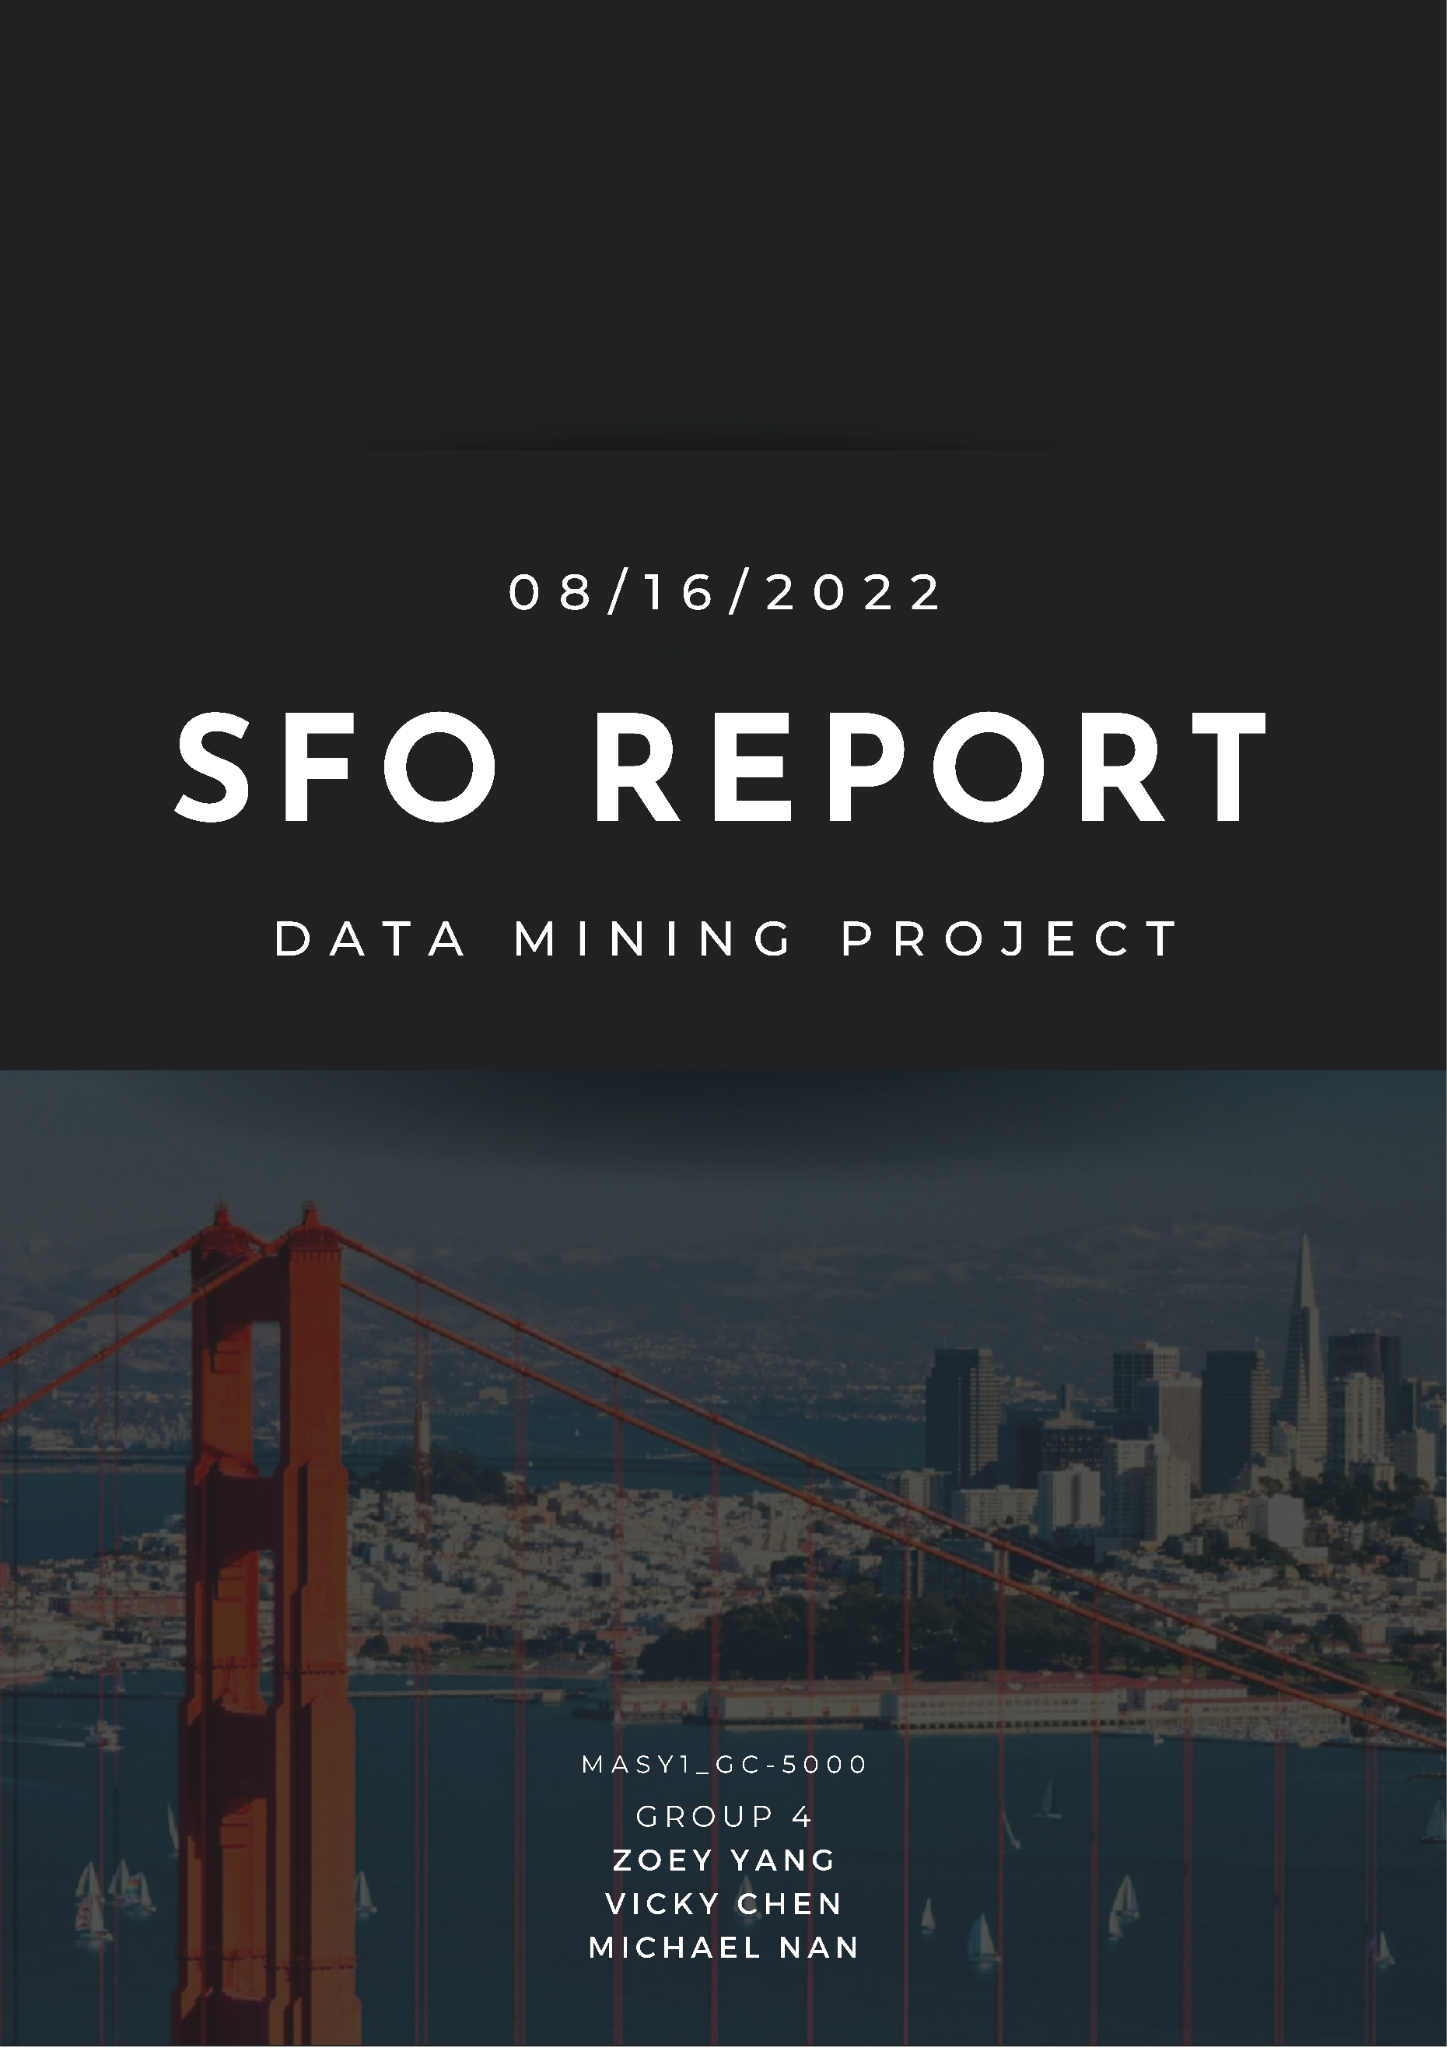 08/16/2022
SFO REPORT
DATA MINING PROJECT
MASY1_GC-5000
GROUP 4
ZOEY YANG
VICKY CHEN
MICHAEL NAN